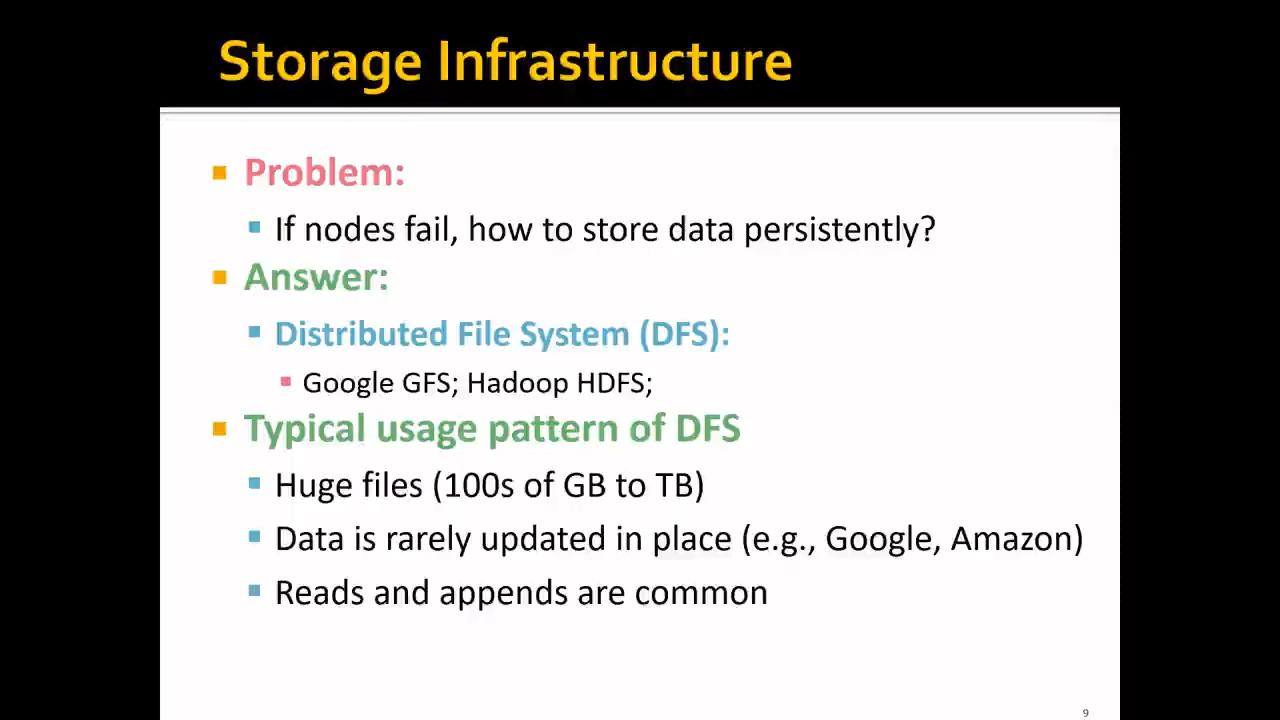 Storage Infrastructure
Problem:
If nodes fail, how to store data persistently?
Answer:
Distributed File System (DFS):
Google GFS; Hadoop HDFS;
Typical usage pattern of DFS
Huge files (100s of GB to TB)
Data is rarely updated in place (e.g., Google, Amazon)
Reads and appends are common
9